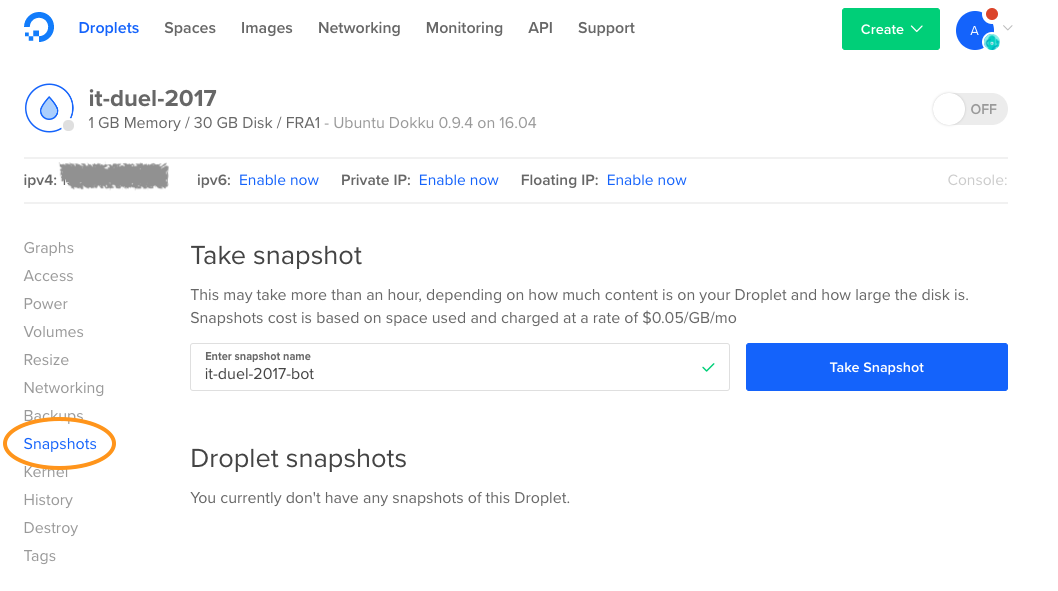 Droplets Spaces Images Networking Monitoring API Support Create A
it-duel-2017
1 GB Memory / 30 GB Disk / FRA1 - Ubuntu Dokku 0.9.4 on 16.04
OFF
ipv4: ipv6: Enable now Private IP: Enable now Floating IP: Enable now Console:
Graphs
Access
Power
Volumes
Resize
Networking
Backups
Snapshots
Kernel
History
Destroy
Tags
Take snapshot
This may take more than an hour, depending on how much content is on your Droplet and how large the disk is.
Snapshots cost is based on space used and charged at a rate of $0.05/GB/mo
Enter snapshot name
it-duel-2017-bot
Take Snapshot
Droplet snapshots
You currently don't have any snapshots of this Droplet.